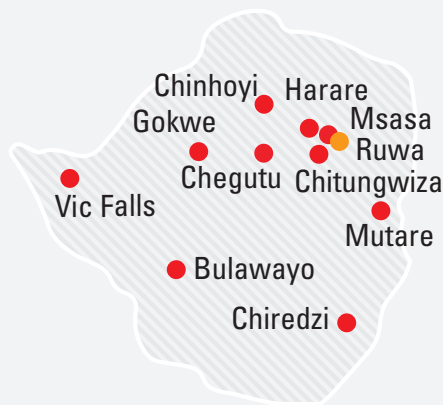 Chinhoyi
Harare
Gokwe
Msasa
Ruwa
Chegutu
Chitungwiza
Vic Falls
Mutare
Bulawayo
Chiredzi